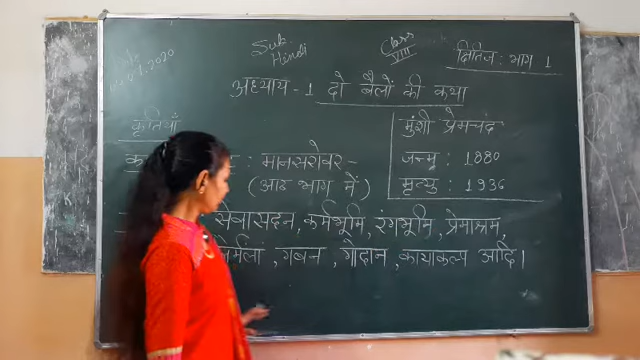 Sub. Hindi
Class VIII
क्षितिज : भाग 1
अध्याय - 1 दो बैलों की कथा
कृतियाँ
मुंशी प्रेमचंद
जन्म : 1880
मृत्यु : 1936
: मानसरोवर -
(आठ भाग में)
सेवासदन, कर्मभूमि, रंगभूमि, प्रेमाश्रम,
निर्मला, गबन, गोदान, कायाकल्प आदि।